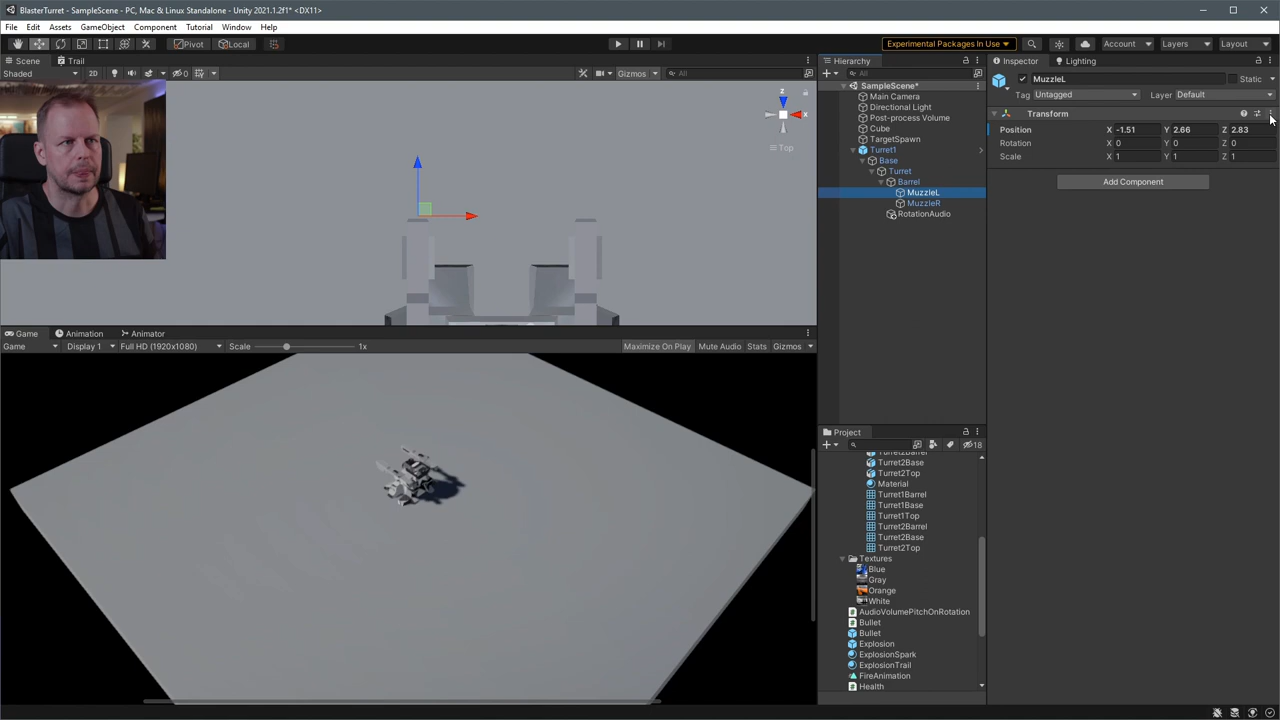 BlasterTurret - SampleScene - PC, Mac & Linux Standalone - Unity 2021.1.2f1* <DX11>
File Edit Assets GameObject Component Tutorial Window Help
Pivot Local Experimental Packages In Use Account Layers Layout
Scene Trail
Shaded 2D 0 Gizmos All
z
x
Top
Game Animation Animator
Game Display 1 Full HD (1920x1080) Scale 1x Maximize On Play Mute Audio Stats Gizmos
Hierarchy
All
SampleScene*
Main Camera
Directional Light
Post-process Volume
Cube
TargetSpawn
Turret1
Base
Turret
Barrel
MuzzleL
MuzzleR
RotationAudio
Project
18
Turret2Barrel
Turret2Base
Turret2Top
Material
Turret1Barrel
Turret1Base
Turret1Top
Turret2Barrel
Turret2Base
Turret2Top
Textures
Blue
Gray
Orange
White
AudioVolumePitchOnRotation
Bullet
Bullet
Explosion
ExplosionSpark
ExplosionTrail
FireAnimation
Health
Inspector Lighting
MuzzleL Static
Tag Untagged Layer Default
Transform
Position X -1.51 Y 2.66 Z 2.83
Rotation X 0 Y 0 Z 0
Scale X 1 Y 1 Z 1
Add Component